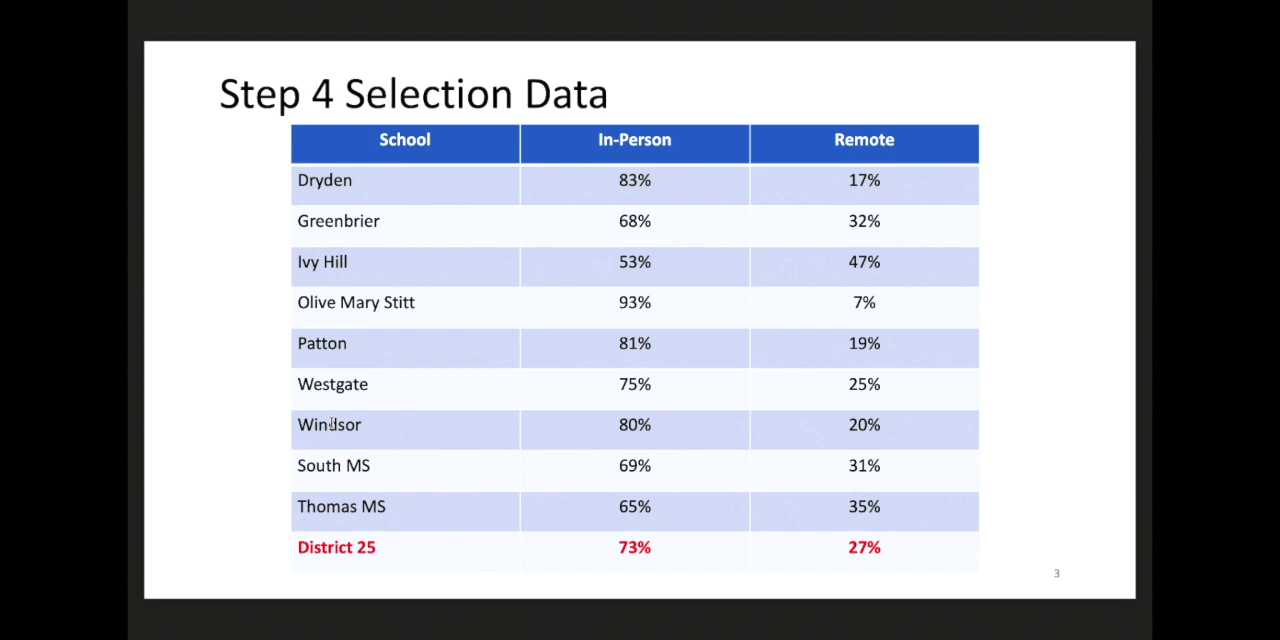 Step 4 Selection Data
School In-Person Remote
Dryden 83% 17%
Greenbrier 68% 32%
Ivy Hill 53% 47%
Olive Mary Stitt 93% 7%
Patton 81% 19%
Westgate 75% 25%
Windsor 80% 20%
South MS 69% 31%
Thomas MS 65% 35%
District 25 73% 27%
3